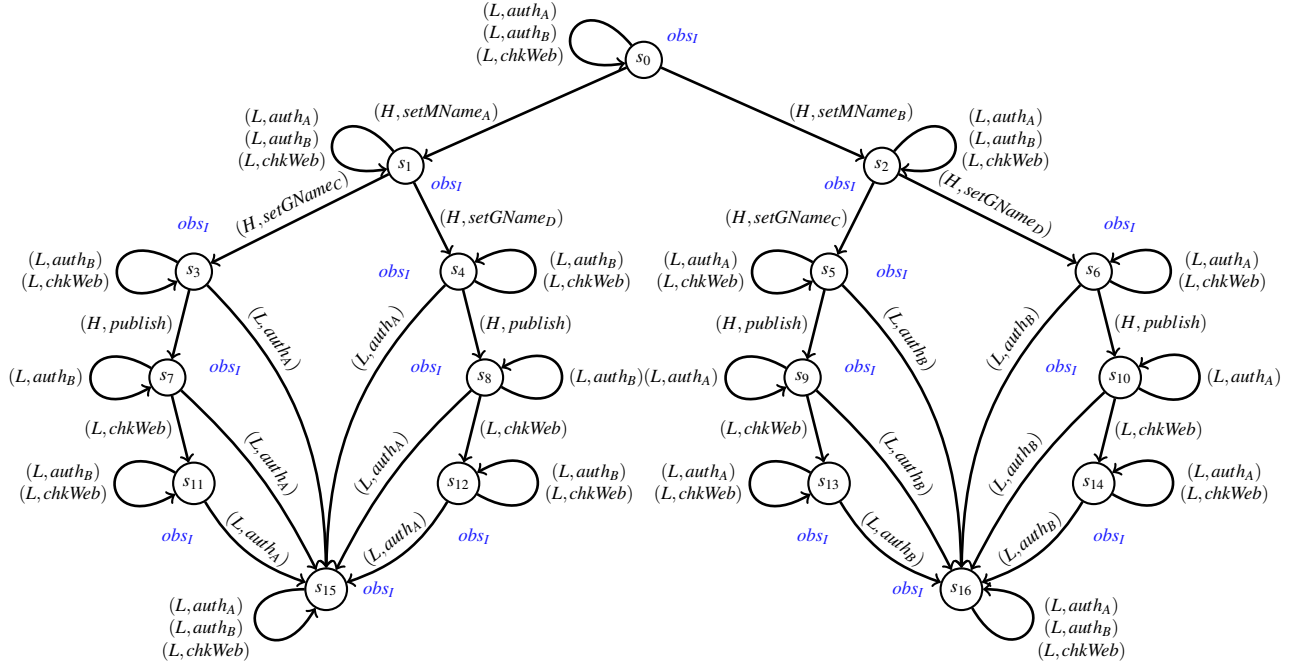 (L, auth_A)
(L, auth_B)
(L, chkWeb)
obs_I
s_0
(H, setMName_A)
(H, setMName_B)
(L, auth_A)
(L, auth_B)
(L, chkWeb)
s_1
obs_I
(L, auth_A)
(L, auth_B)
(L, chkWeb)
s_2
obs_I
(H, setGName_C)
(H, setGName_D)
(H, setGName_C)
(H, setGName_D)
obs_I
(L, auth_B)
(L, chkWeb)
s_3
obs_I
s_4
(L, auth_B)
(L, chkWeb)
(L, auth_A)
(L, chkWeb)
s_5
obs_I
obs_I
s_6
(L, auth_A)
(L, chkWeb)
(H, publish)
(L, auth_A)
(L, auth_A)
(H, publish)
(H, publish)
(L, auth_B)
(L, auth_B)
(H, publish)
(L, auth_B)
s_7
obs_I
obs_I
s_8
(L, auth_B)
(L, auth_A)
s_9
obs_I
obs_I
s_10
(L, auth_A)
(L, chkWeb)
(L, auth_A)
(L, auth_A)
(L, chkWeb)
(L, chkWeb)
(L, auth_B)
(L, auth_B)
(L, chkWeb)
(L, auth_B)
(L, chkWeb)
s_11
obs_I
(L, auth_A)
(L, auth_A)
s_12
obs_I
(L, auth_B)
(L, chkWeb)
(L, auth_A)
(L, chkWeb)
s_13
obs_I
(L, auth_B)
(L, auth_B)
s_14
obs_I
(L, auth_A)
(L, chkWeb)
s_15
obs_I
(L, auth_A)
(L, auth_B)
(L, chkWeb)
obs_I
s_16
(L, auth_A)
(L, auth_B)
(L, chkWeb)